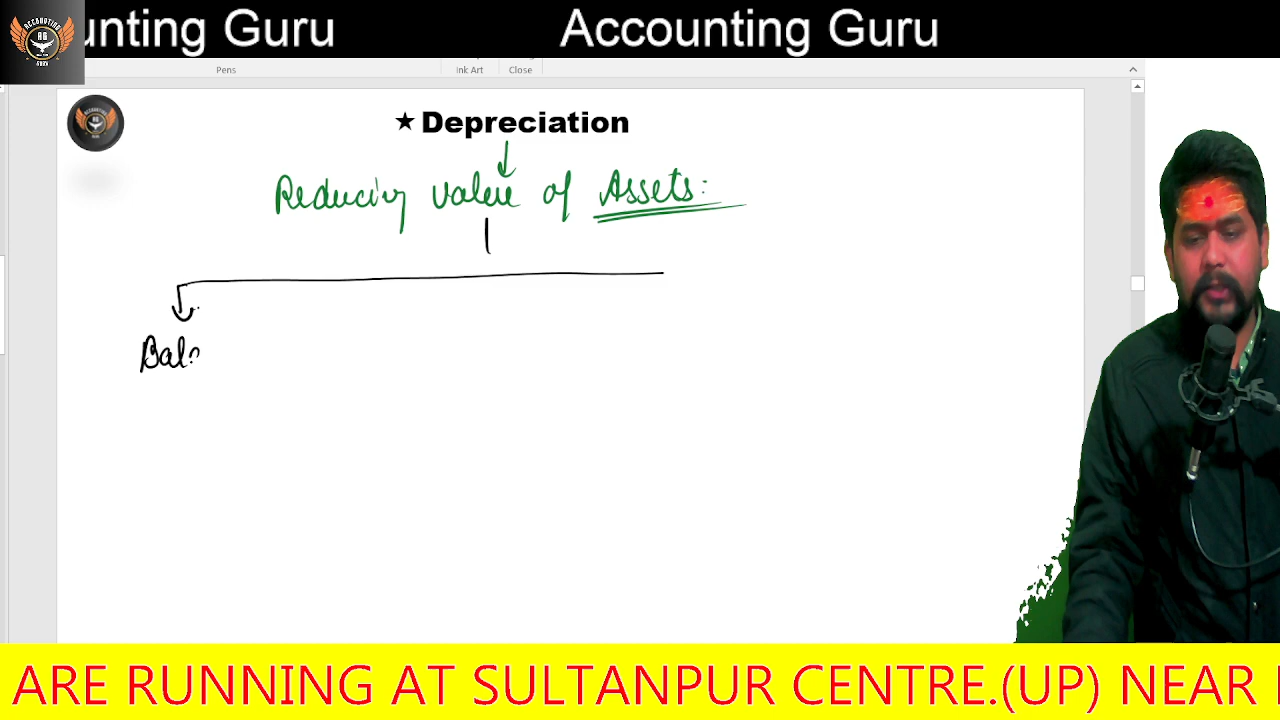 unting Guru Accounting Guru
Pens Ink Art Close
★ Depreciation
Reducing value of Assets:
ARE RUNNING AT SULTANPUR CENTRE.(UP) NEAR